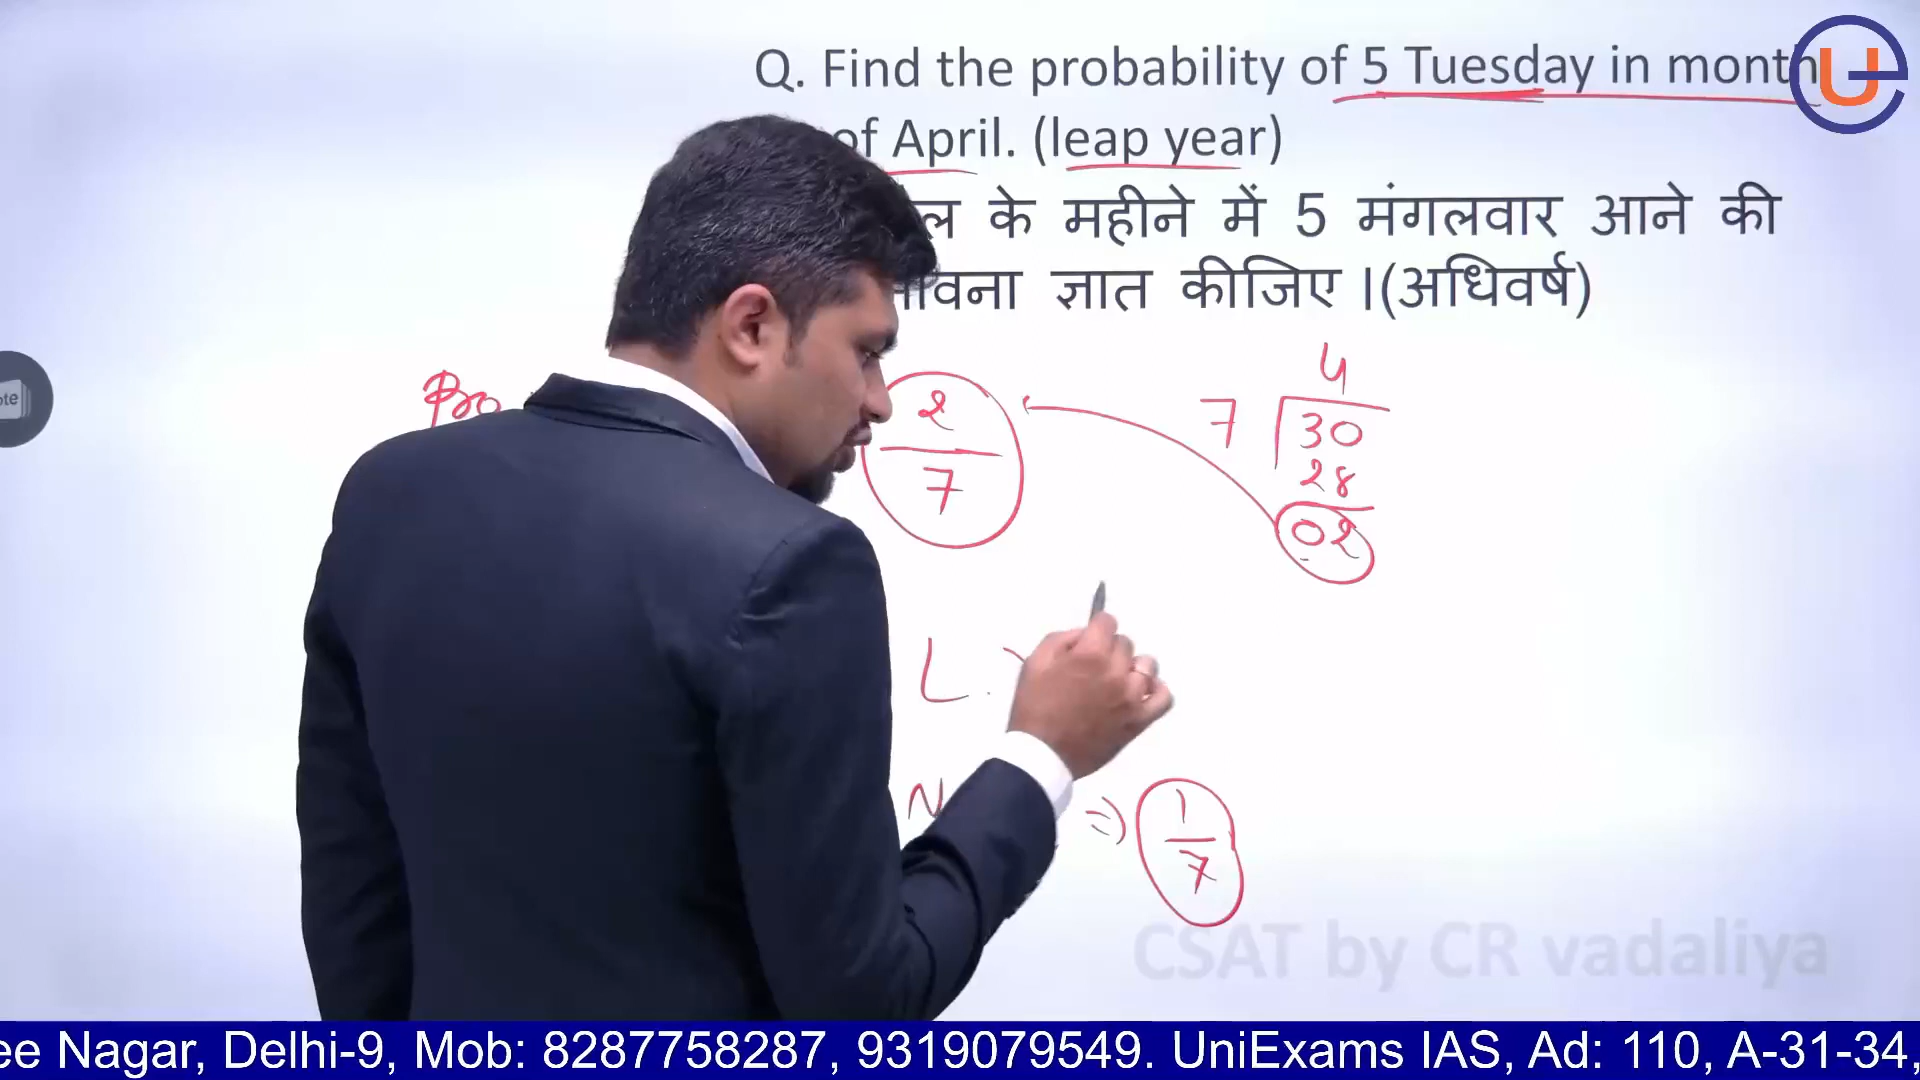 Q. Find the probability of 5 Tuesday in month
of April. (leap year)
के महीने में 5 मंगलवार आने की
ज्ञात कीजिए ।(अधिवर्ष)
Pro
2
7
4
7 30
28
02
L.
N
=) 1
7
CSAT by CR vadaliya
ee Nagar, Delhi-9, Mob: 8287758287, 9319079549. UniExams IAS, Ad: 110, A-31-34,
ote